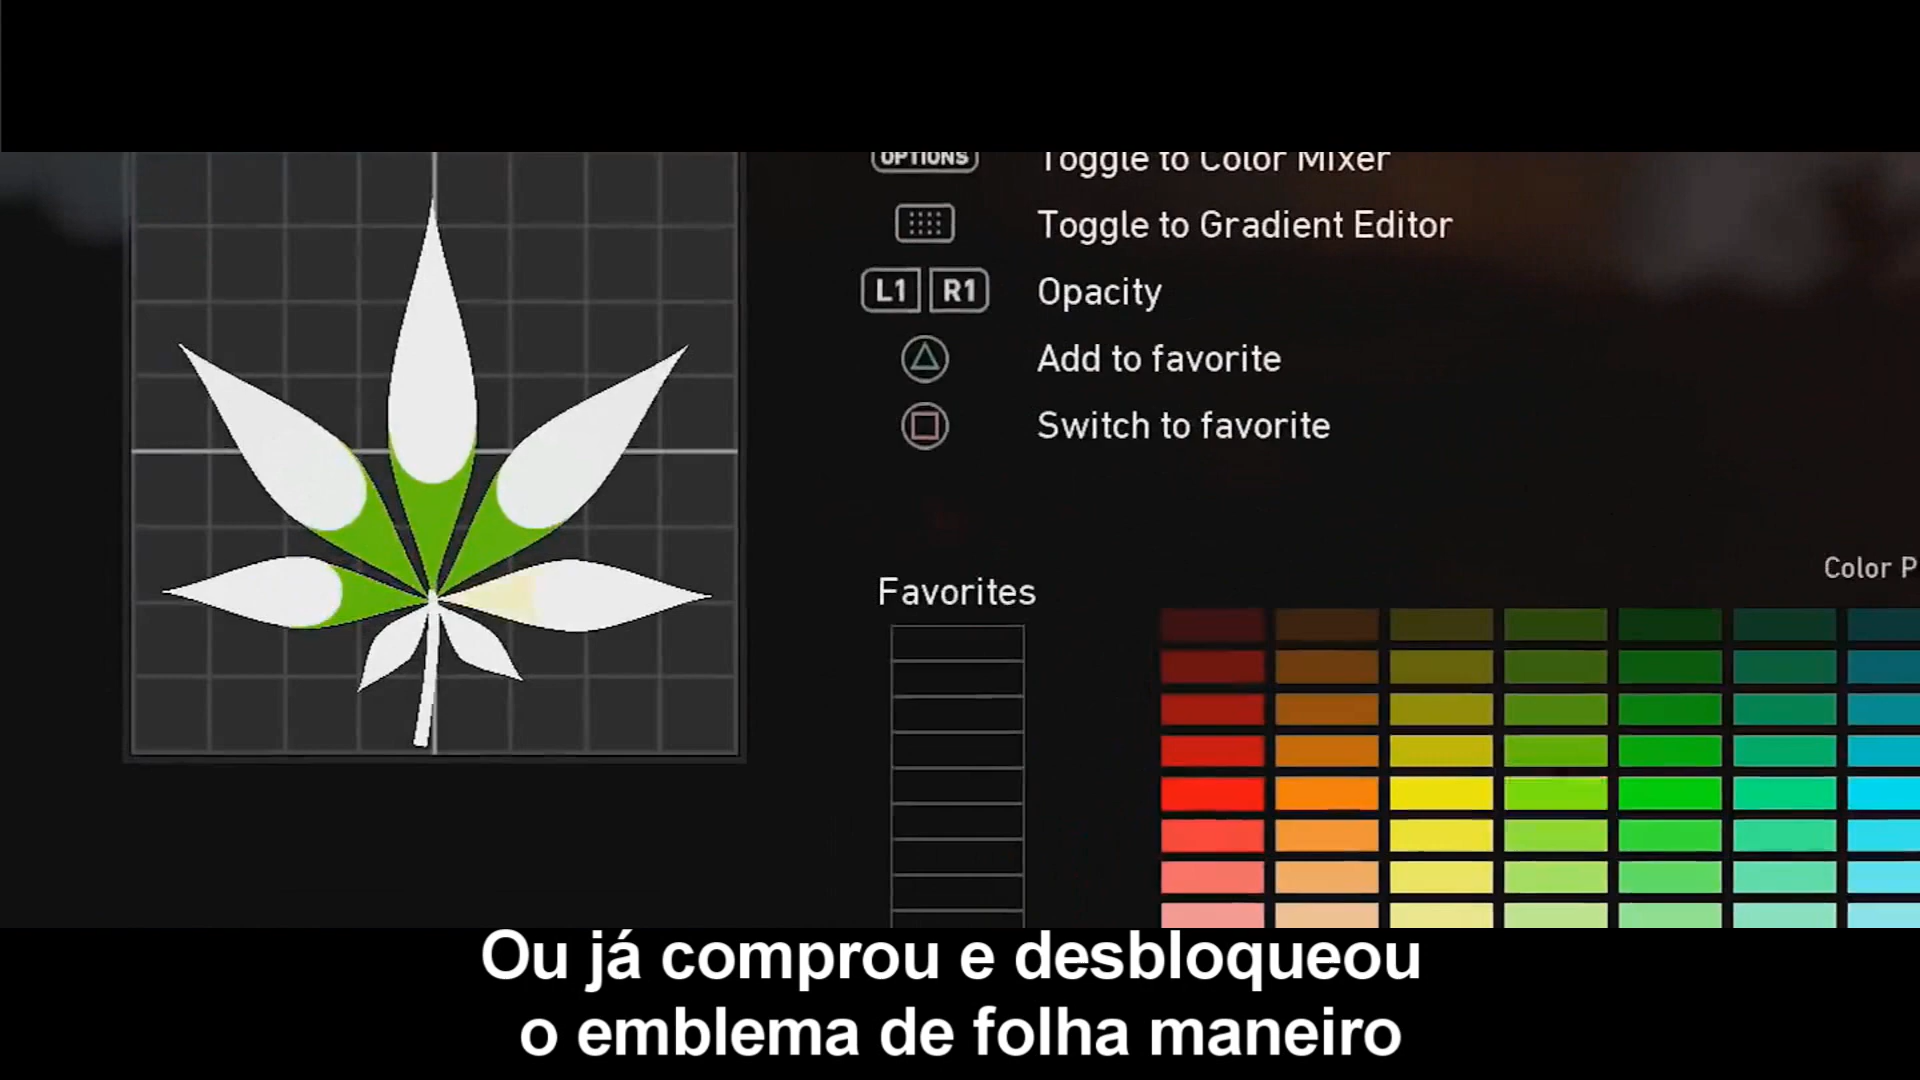 OPTIONS Toggle to Color Mixer
Toggle to Gradient Editor
L1 R1 Opacity
Add to favorite
Switch to favorite
Color P
Favorites
Ou já comprou e desbloqueou
o emblema de folha maneiro